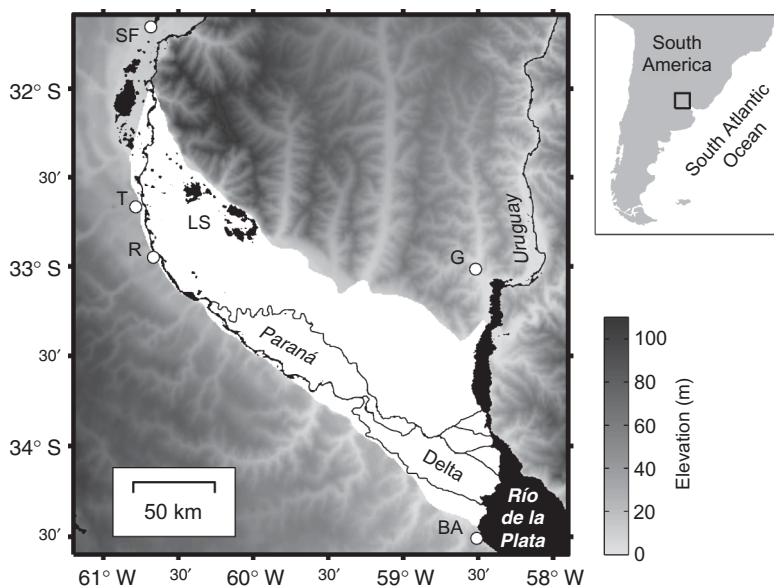 SF
32° S
30′
T
LS
R
33° S
G
Uruguay
Paraná
30′
34° S
Delta
50 km
Río
de la
Plata
BA
30′
61° W
30′
60° W
30′
59° W
30′
58° W
South
America
South Atlantic
Ocean
100
80
60
40
20
0
Elevation (m)